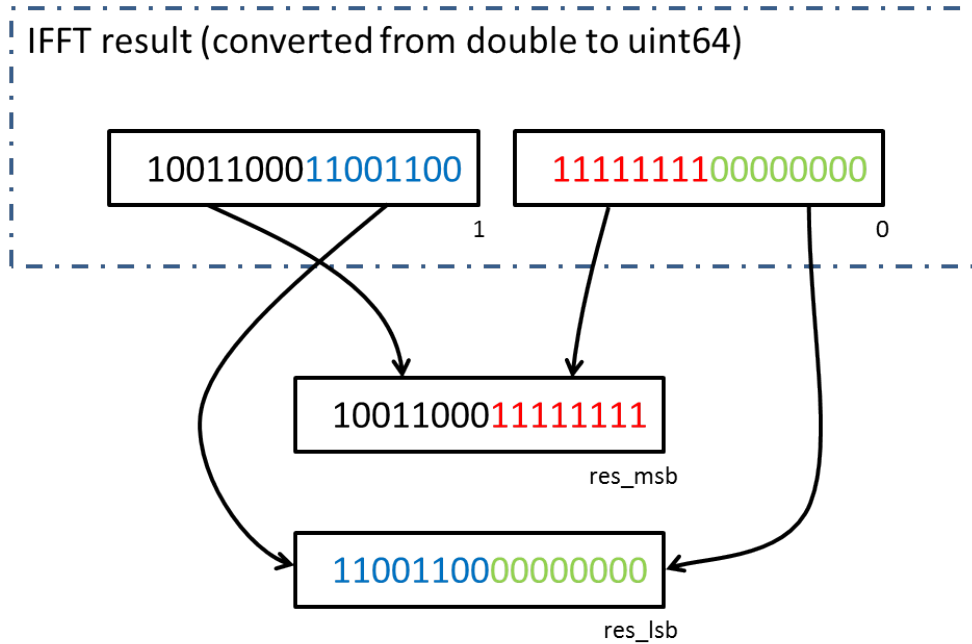 IFFT result (converted from double to uint64)
1001100011001100
1111111100000000
1
0
1001100011111111
res_msb
1100110000000000
res_lsb